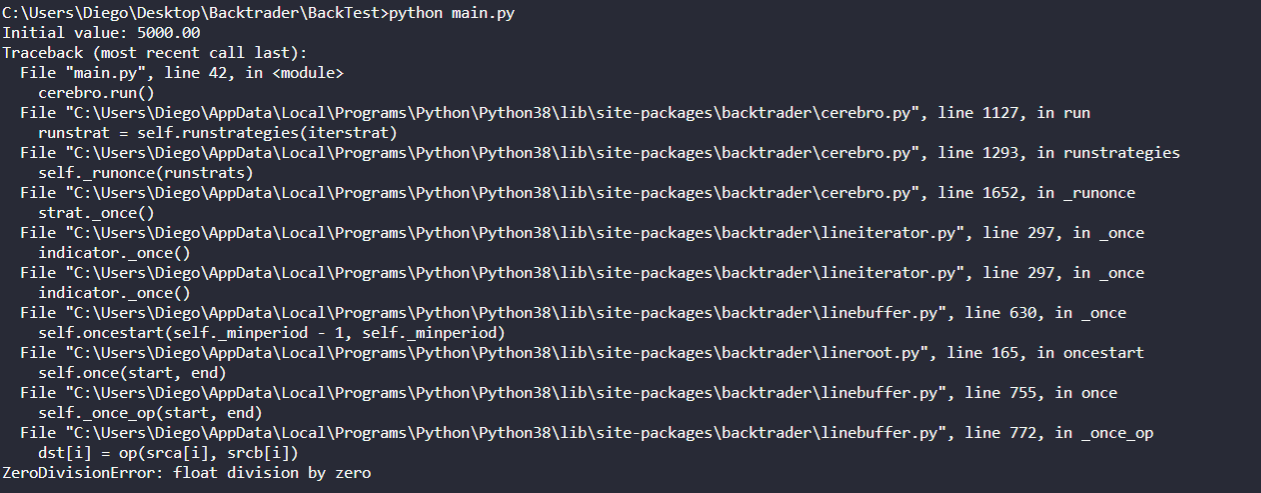 C:\Users\Diego\Desktop\Backtrader\BackTest>python main.py
Initial value: 5000.00
Traceback (most recent call last):
  File "main.py", line 42, in <module>
    cerebro.run()
  File "C:\Users\Diego\AppData\Local\Programs\Python\Python38\lib\site-packages\backtrader\cerebro.py", line 1127, in run
    runstrat = self.runstrategies(iterstrat)
  File "C:\Users\Diego\AppData\Local\Programs\Python\Python38\lib\site-packages\backtrader\cerebro.py", line 1293, in runstrategies
    self._runonce(runstrats)
  File "C:\Users\Diego\AppData\Local\Programs\Python\Python38\lib\site-packages\backtrader\cerebro.py", line 1652, in _runonce
    strat._once()
  File "C:\Users\Diego\AppData\Local\Programs\Python\Python38\lib\site-packages\backtrader\lineiterator.py", line 297, in _once
    indicator._once()
  File "C:\Users\Diego\AppData\Local\Programs\Python\Python38\lib\site-packages\backtrader\lineiterator.py", line 297, in _once
    indicator._once()
  File "C:\Users\Diego\AppData\Local\Programs\Python\Python38\lib\site-packages\backtrader\linebuffer.py", line 630, in _once
    self.oncestart(self._minperiod - 1, self._minperiod)
  File "C:\Users\Diego\AppData\Local\Programs\Python\Python38\lib\site-packages\backtrader\lineroot.py", line 165, in oncestart
    self.once(start, end)
  File "C:\Users\Diego\AppData\Local\Programs\Python\Python38\lib\site-packages\backtrader\linebuffer.py", line 755, in once
    self._once_op(start, end)
  File "C:\Users\Diego\AppData\Local\Programs\Python\Python38\lib\site-packages\backtrader\linebuffer.py", line 772, in _once_op
    dst[i] = op(srca[i], srcb[i])
ZeroDivisionError: float division by zero